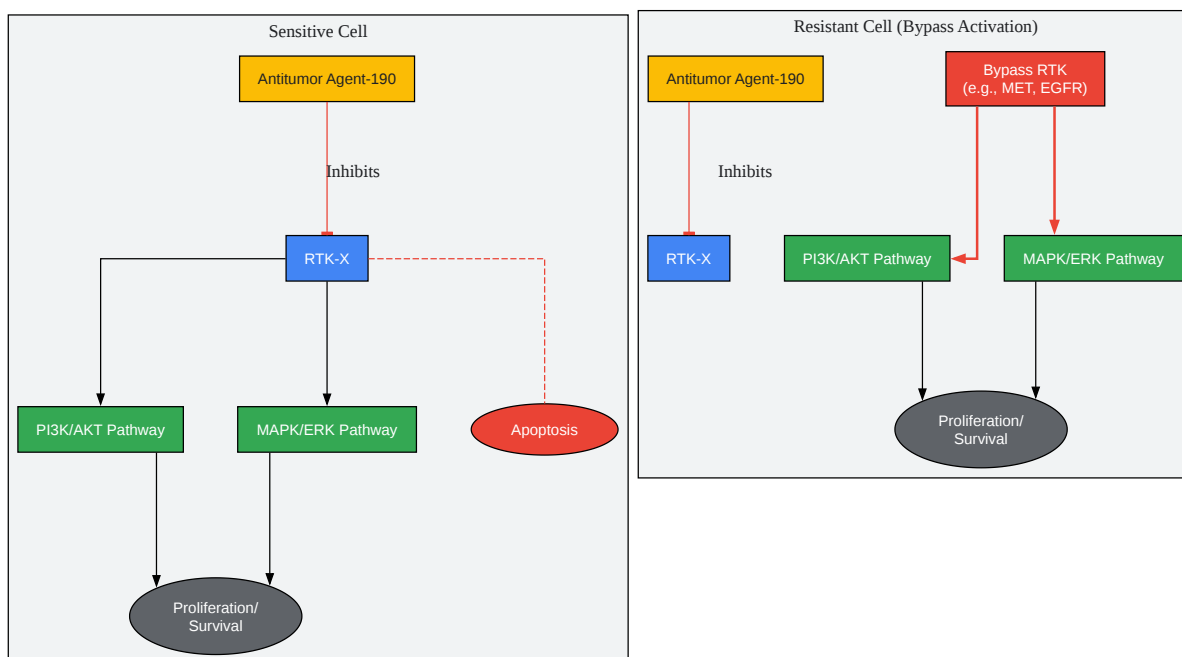 Sensitive Cell
Antitumor Agent-190
Inhibits
RTK-X
PI3K/AKT Pathway
MAPK/ERK Pathway
Apoptosis
Proliferation/
Survival
Resistant Cell (Bypass Activation)
Antitumor Agent-190
Bypass RTK
(e.g., MET, EGFR)
Inhibits
RTK-X
PI3K/AKT Pathway
MAPK/ERK Pathway
Proliferation/
Survival